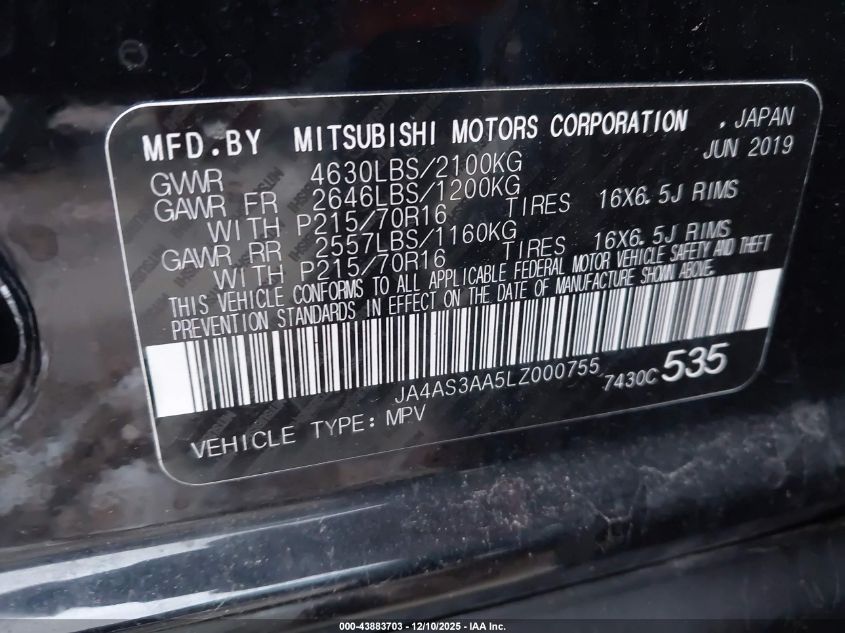 MFD.BY MITSUBISHI MOTORS CORPORATION , JAPAN
JUN 2019
GVWR 4630LBS/2100KG
GAWR FR 2646LBS/1200KG
WITH P215/70R16 TIRES 16X6.5J RIMS
GAWR RR 2557LBS/1160KG
WITH P215/70R16 TIRES 16X6.5J RIMS
THIS VEHICLE CONFORMS TO ALL APPLICABLE FEDERAL MOTOR VEHICLE SAFETY AND THEFT
PREVENTION STANDARDS IN EFFECT ON THE DATE OF MANUFACTURE SHOWN ABOVE.
JA4AS3AA5LZ000755 7430C 535
VEHICLE TYPE: MPV
000-43883703 - 12/10/2025 - IAA Inc.